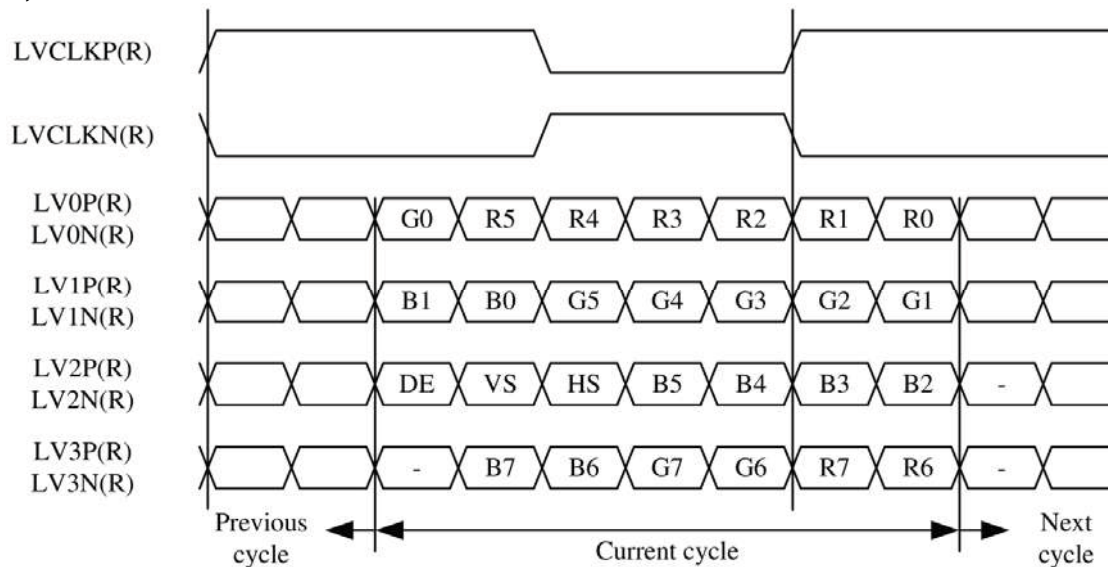 LVCLKP(R)
LVCLKN(R)
LV0P(R)
LV0N(R)
G0 R5 R4 R3 R2 R1 R0
LV1P(R)
LV1N(R)
B1 B0 G5 G4 G3 G2 G1
LV2P(R)
LV2N(R)
DE VS HS B5 B4 B3 B2 -
LV3P(R)
LV3N(R)
- B7 B6 G7 G6 R7 R6 -
Previous
cycle
Current cycle
Next
cycle